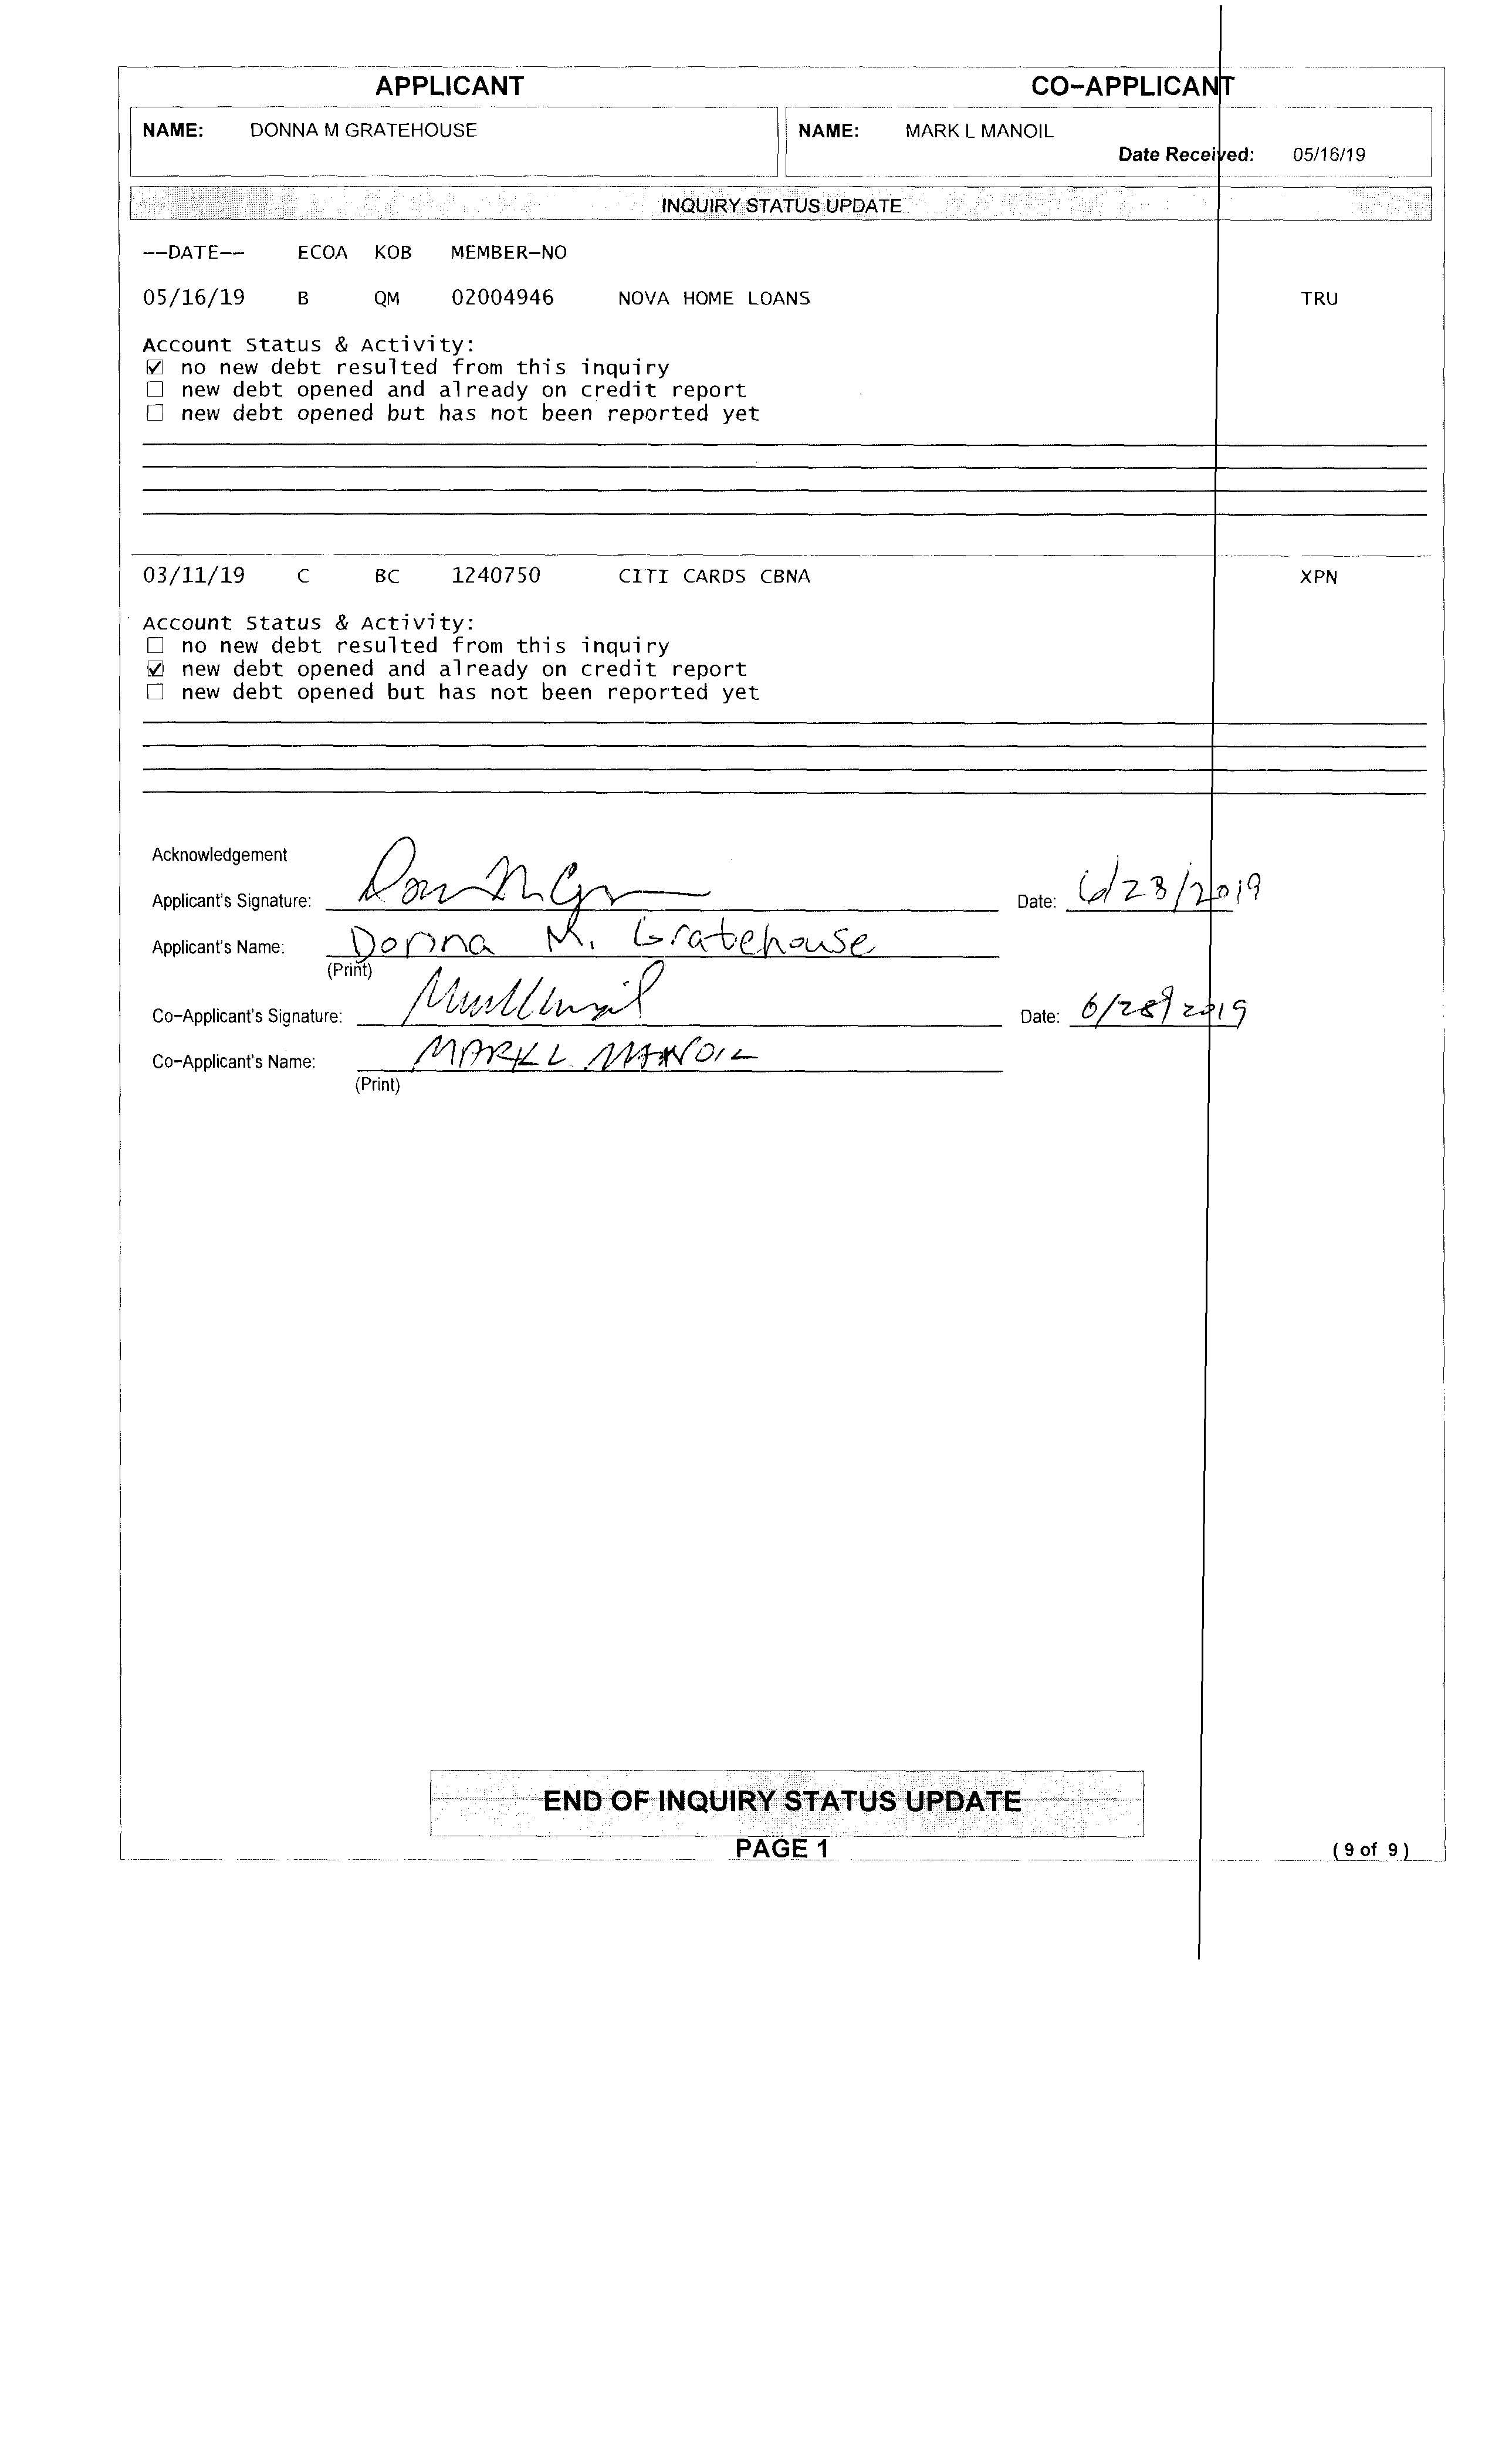 APPLICANT CO-APPLICANT
NAME: DONNA M GRATEHOUSE NAME: MARK L MANOIL
Date Received: 05/16/19
INQUIRY STATUS UPDATE
--DATE-- ECOA KOB MEMBER-NO
05/16/19 B QM 02004946 NOVA HOME LOANS TRU
Account Status & Activity:
☑ no new debt resulted from this inquiry
☐ new debt opened and already on credit report
☐ new debt opened but has not been reported yet
03/11/19 C BC 1240750 CITI CARDS CBNA XPN
Account Status & Activity:
☐ no new debt resulted from this inquiry
☑ new debt opened and already on credit report
☐ new debt opened but has not been reported yet
Acknowledgement
Applicant's Signature: Date: 6/23/2019
Applicant's Name: Donna M. Gratehouse
(Print)
Co-Applicant's Signature: Date: 6/28/2019
Co-Applicant's Name: MARK L. MANOIL
(Print)
END OF INQUIRY STATUS UPDATE
PAGE 1 (9 of 9)